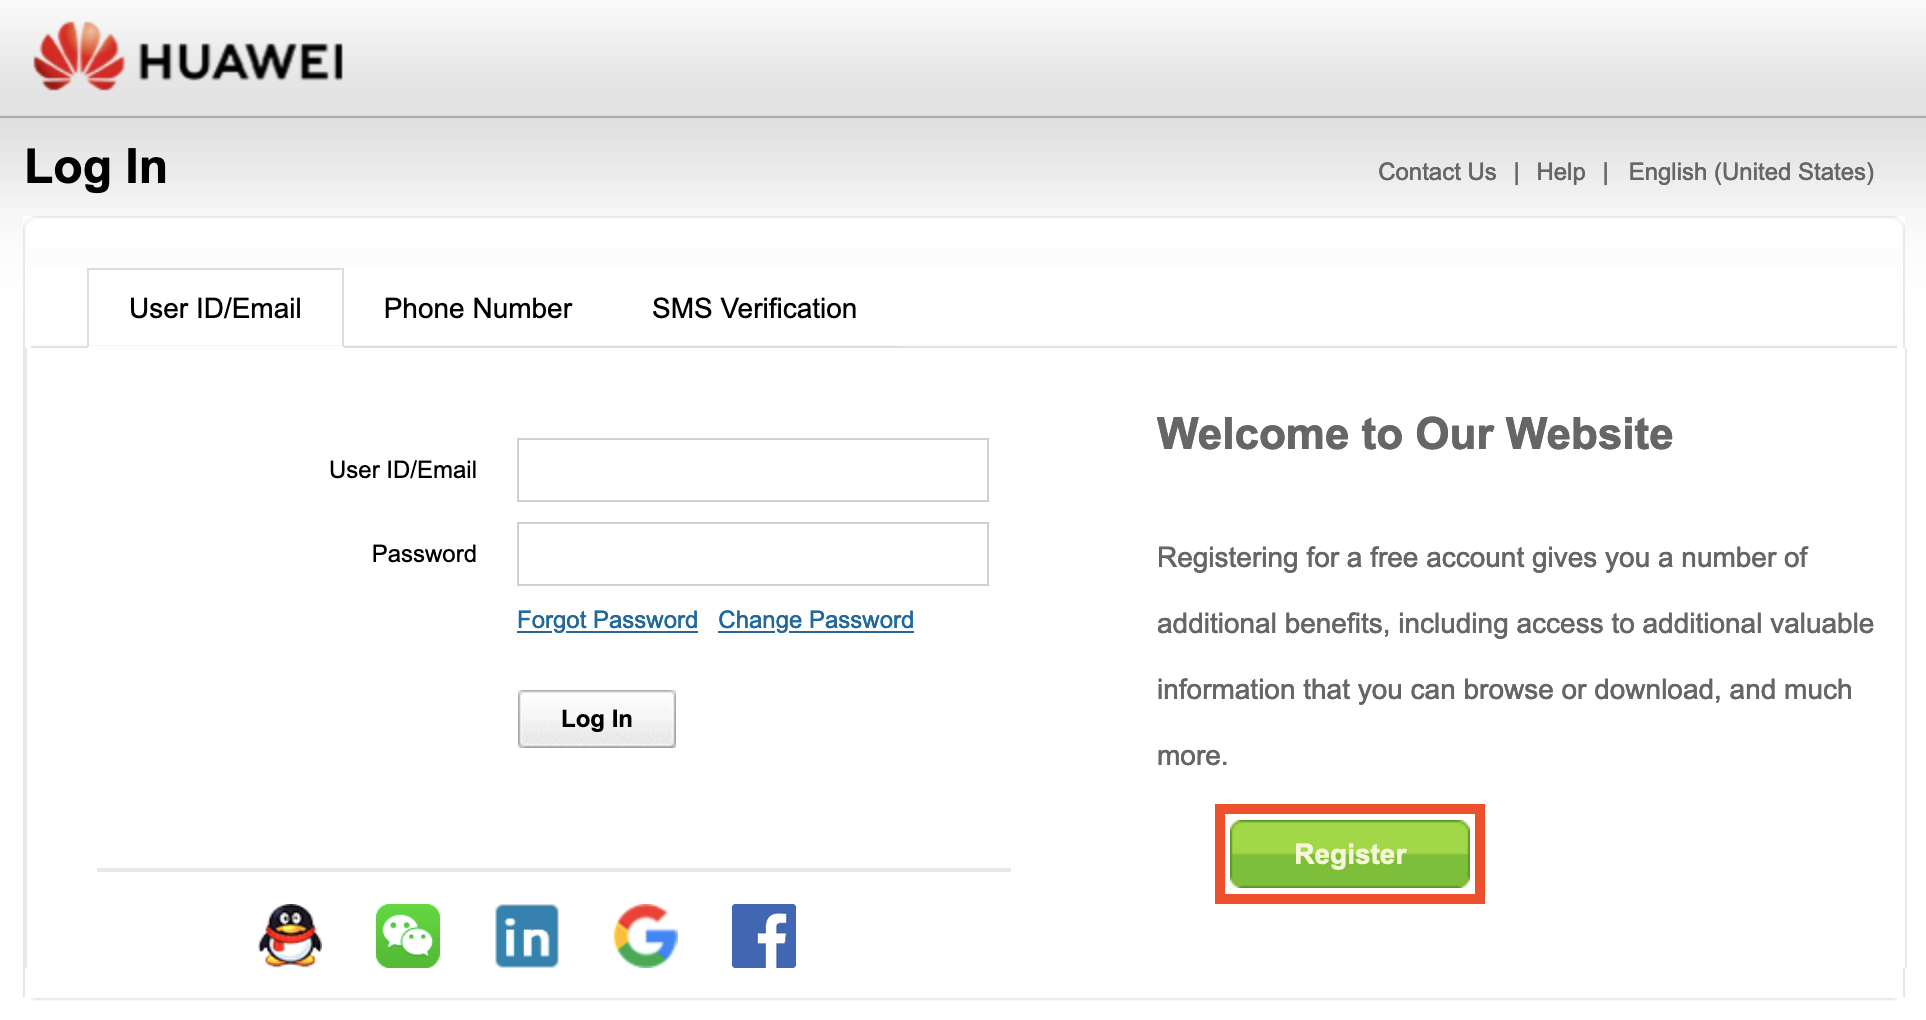 HUAWEI
Log In
Contact Us | Help | English (United States)
User ID/Email
Phone Number
SMS Verification
User ID/Email
Password
Forgot Password
Change Password
Log In
Welcome to Our Website
Registering for a free account gives you a number of
additional benefits, including access to additional valuable
information that you can browse or download, and much
more.
Register
in
G
f